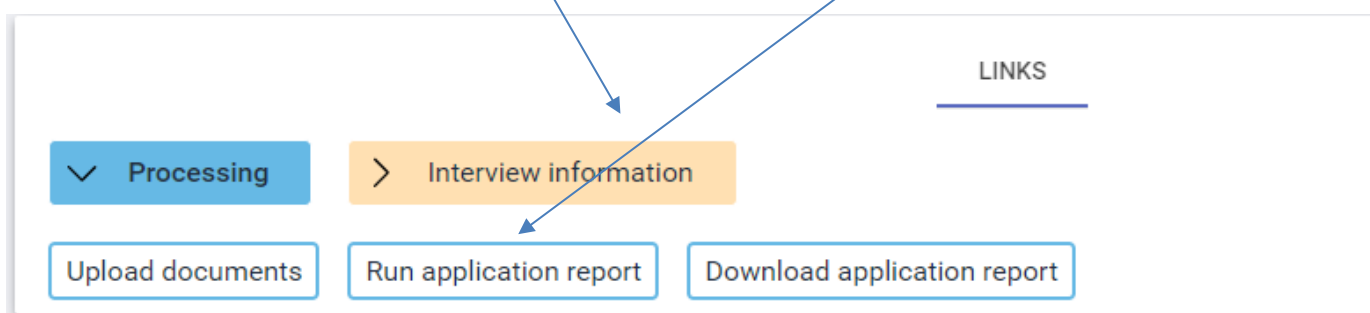 LINKS
Processing Interview information
Upload documents Run application report Download application report